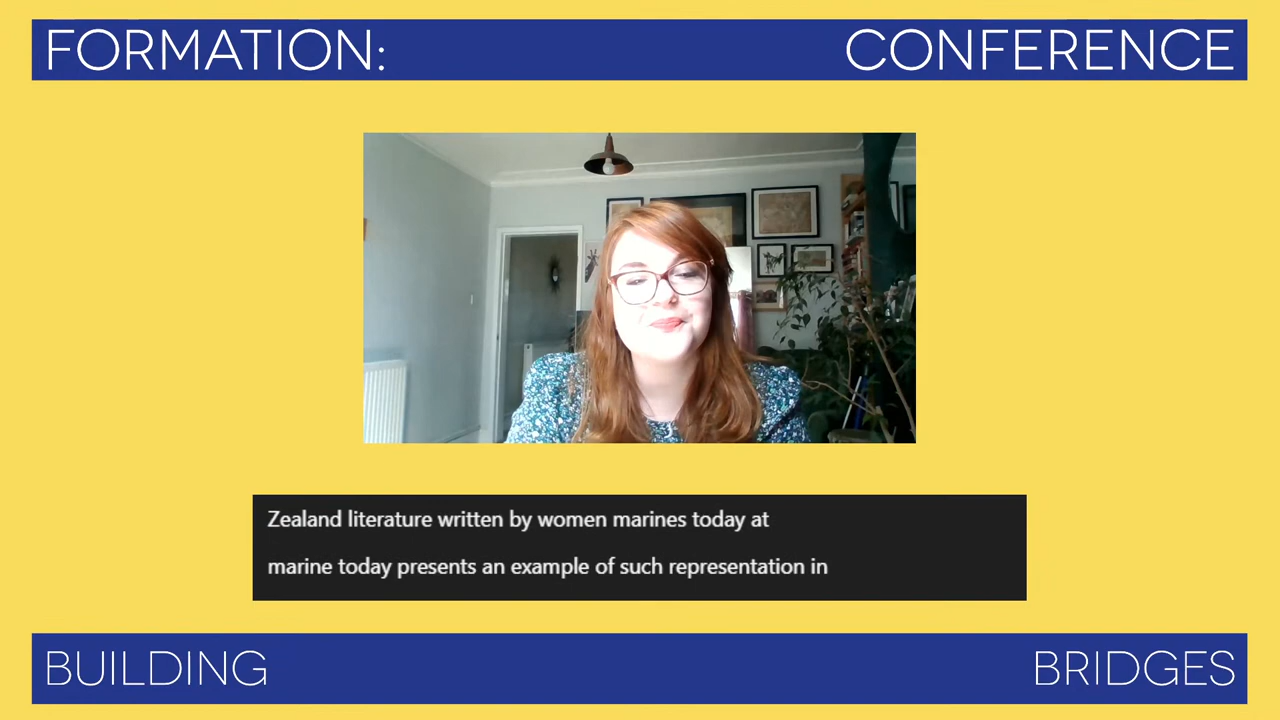 FORMATION:
CONFERENCE
Zealand literature written by women marines today at
marine today presents an example of such representation in
BUILDING
BRIDGES